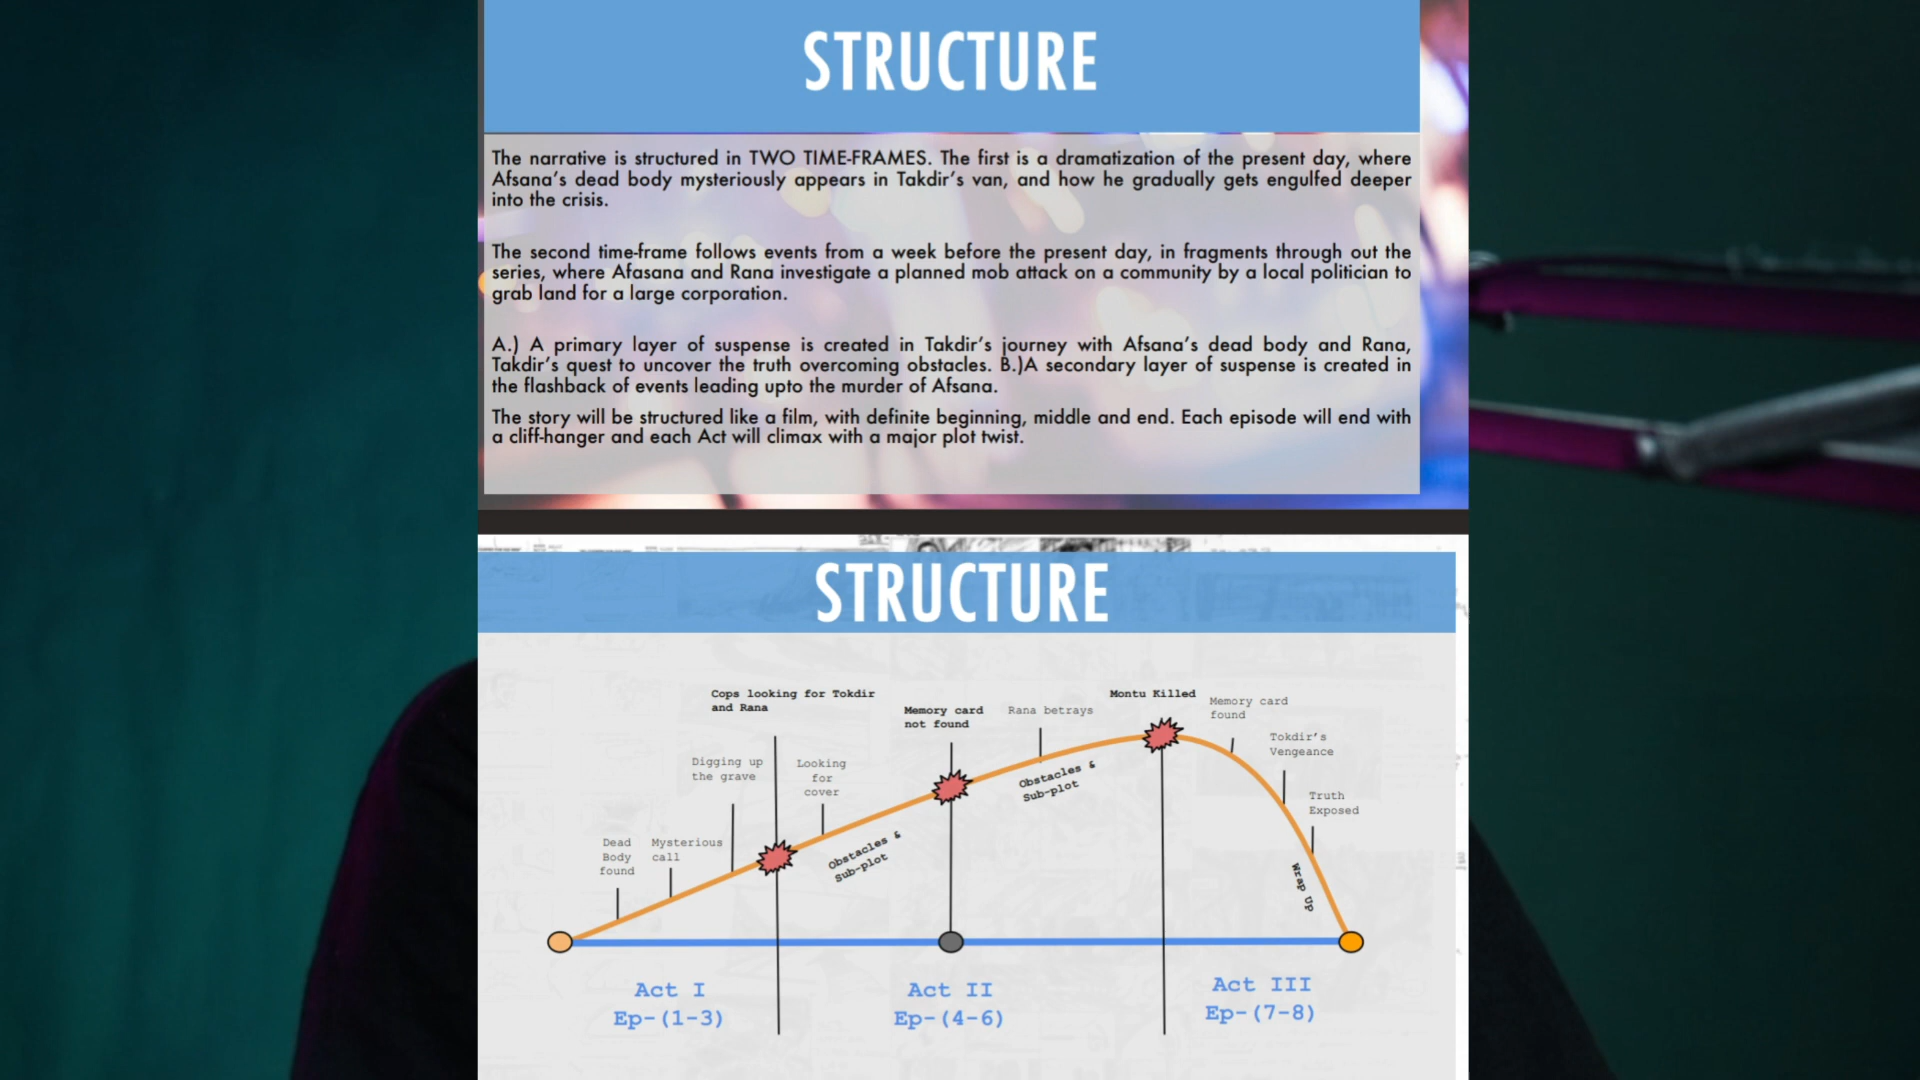 STRUCTURE
The narrative is structured in TWO TIME-FRAMES. The first is a dramatization of the present day, where
Afsana's dead body mysteriously appears in Takdir's van, and how he gradually gets engulfed deeper
into the crisis.
The second time-frame follows events from a week before the present day, in fragments through out the
series, where Afasana and Rana investigate a planned mob attack on a community by a local politician to
grab land for a large corporation.
A.) A primary layer of suspense is created in Takdir's journey with Afsana's dead body and Rana,
Takdir's quest to uncover the truth overcoming obstacles. B.)A secondary layer of suspense is created in
the flashback of events leading upto the murder of Afsana.
The story will be structured like a film, with definite beginning, middle and end. Each episode will end with
a cliff-hanger and each Act will climax with a major plot twist.
STRUCTURE
Cops looking for Tokdir
and Rana
Memory card
not found
Rana betrays
Montu Killed
Memory card
found
Tokdir's
Vengeance
Digging up
the grave
Looking
for
cover
Obstacles &
Sub-plot
Truth
Exposed
Dead
Body
found
Mysterious
call
Obstacles &
Sub-plot
Wrap Up
Act I
Ep-(1-3)
Act II
Ep-(4-6)
Act III
Ep-(7-8)